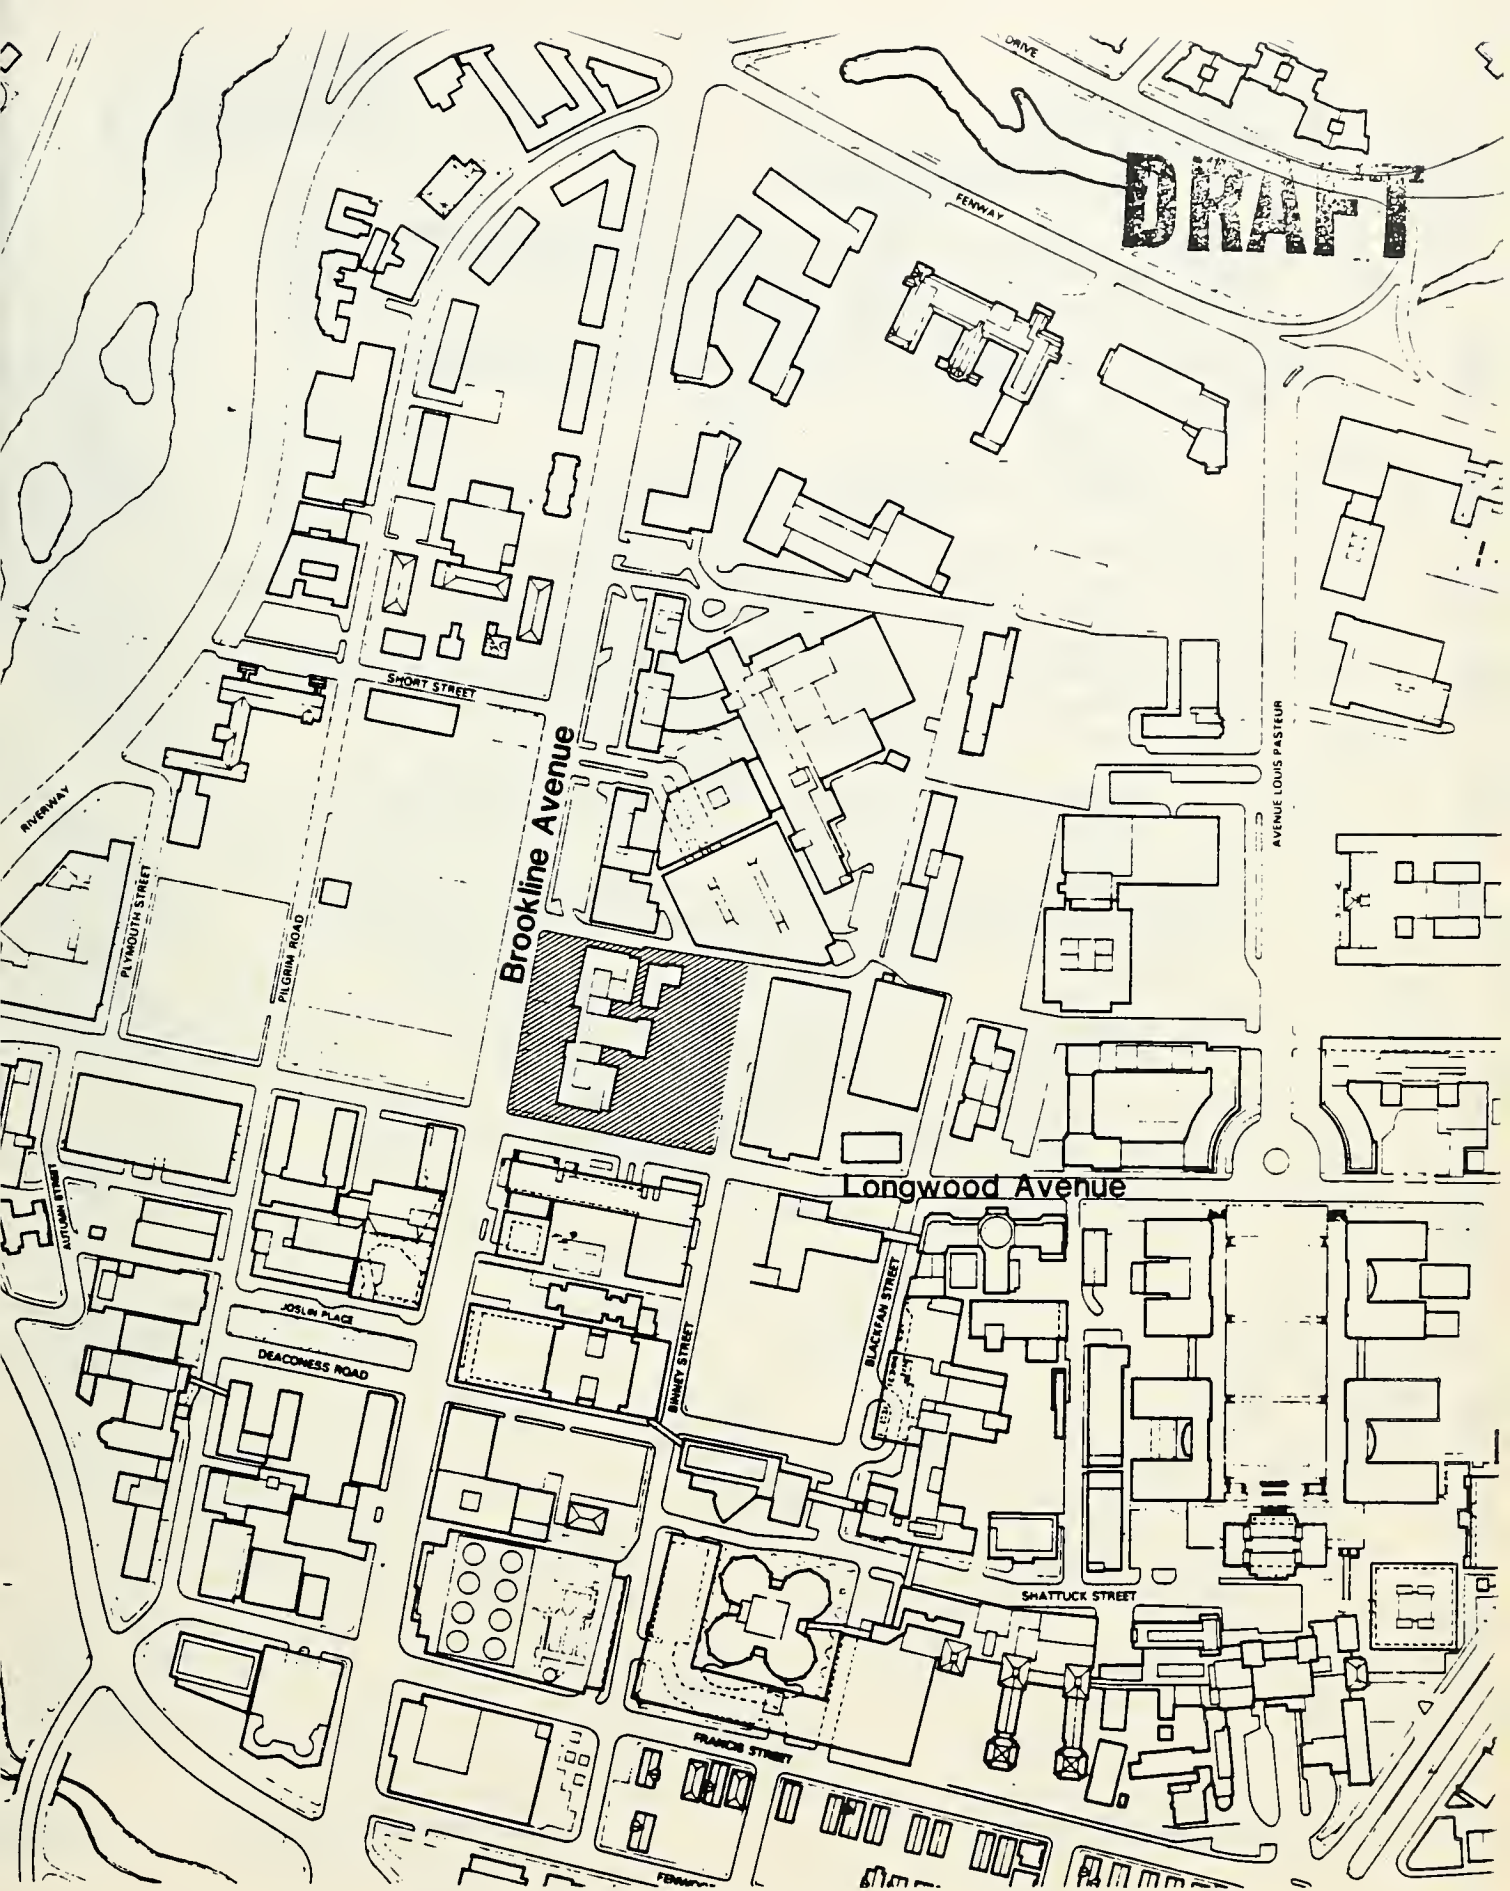 DRIVE
DRAFT
FENWAY
SHORT STREET
Brookline Avenue
AVENUE LOUIS PASTEUR
RIVERWAY
PLYMOUTH STREET
PILGRIM ROAD
Longwood Avenue
AUTUMN STREET
BLACKFAN STREET
JOSLIN PLACE
DEACONESS ROAD
BINNEY STREET
SHATTUCK STREET
FRANCIS STREET